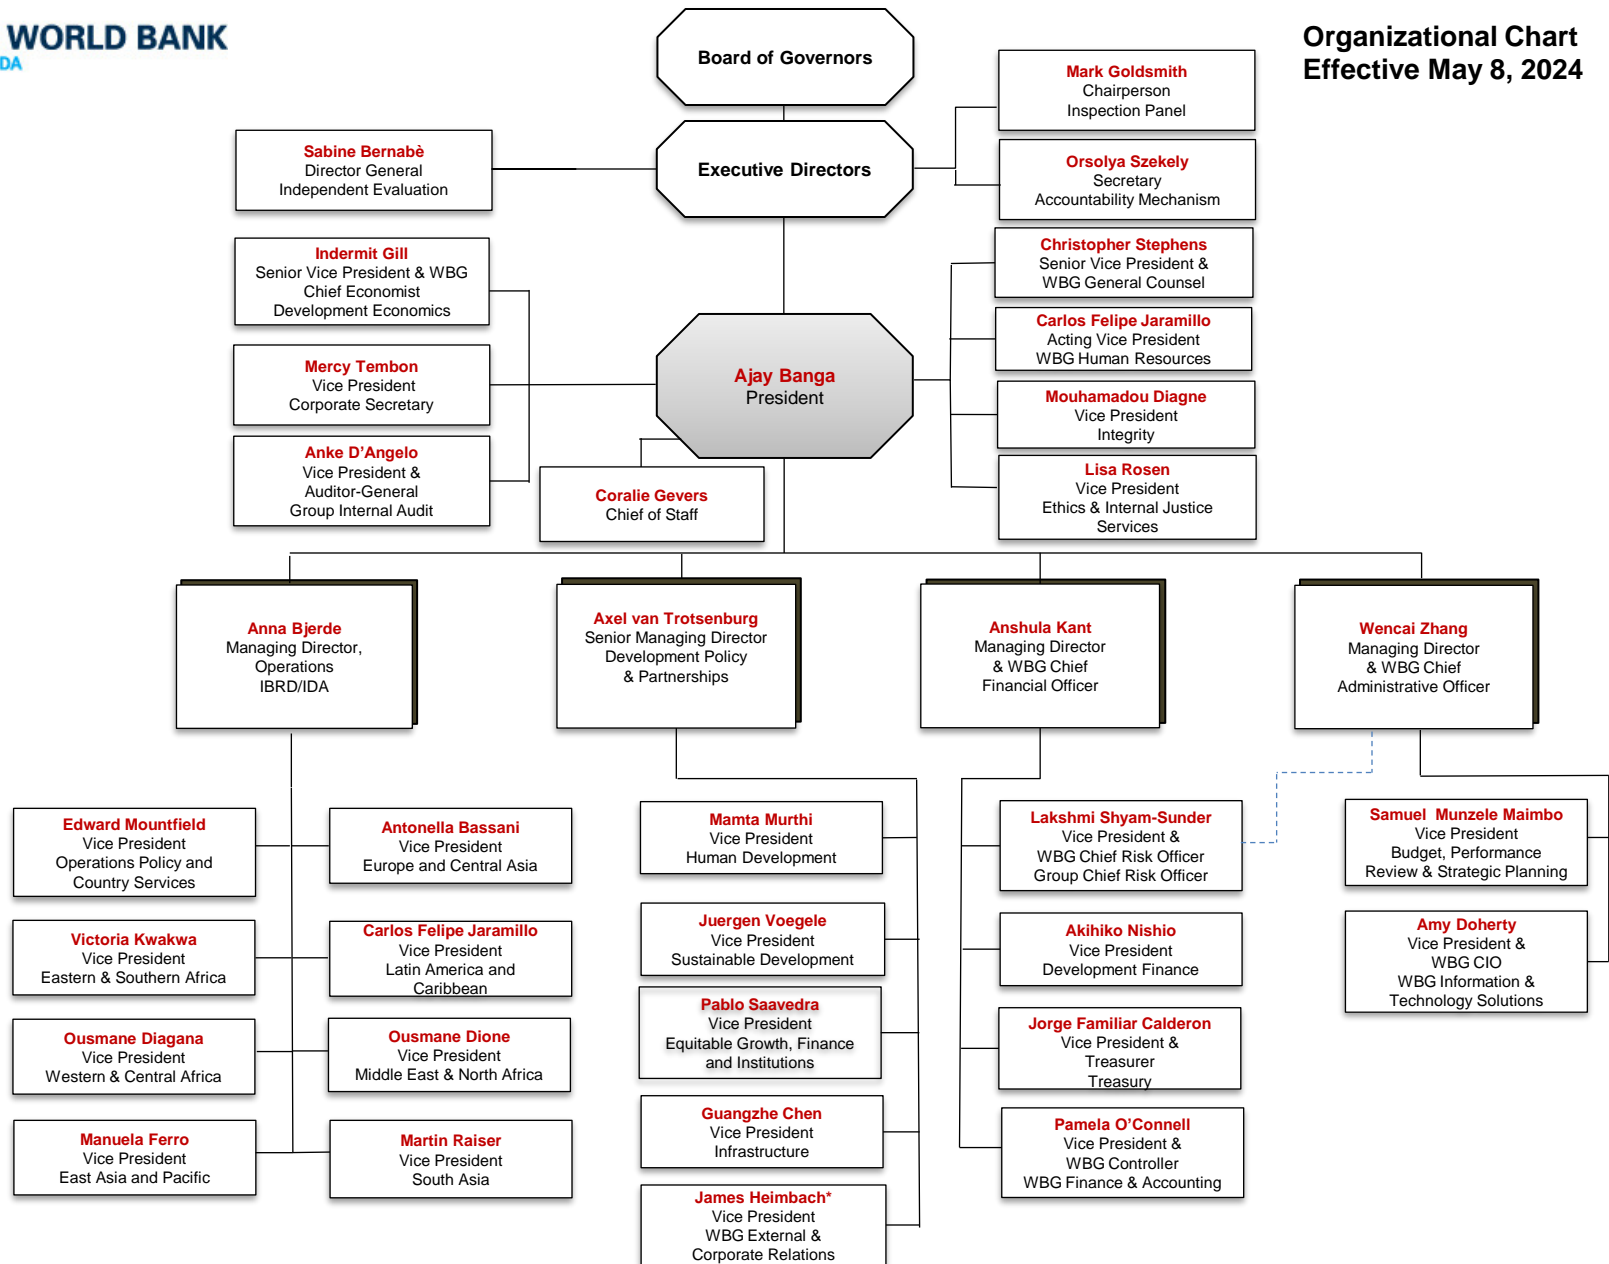 WORLD BANK
DA
Organizational Chart
Effective May 8, 2024
Board of Governors
Executive Directors
Mark Goldsmith
Chairperson
Inspection Panel
Orsolya Szekely
Secretary
Accountability Mechanism
Sabine Bernabè
Director General
Independent Evaluation
Indermit Gill
Senior Vice President & WBG
Chief Economist
Development Economics
Mercy Tembon
Vice President
Corporate Secretary
Anke D’Angelo
Vice President &
Auditor-General
Group Internal Audit
Ajay Banga
President
Coralie Gevers
Chief of Staff
Christopher Stephens
Senior Vice President &
WBG General Counsel
Carlos Felipe Jaramillo
Acting Vice President
WBG Human Resources
Mouhamadou Diagne
Vice President
Integrity
Lisa Rosen
Vice President
Ethics & Internal Justice
Services
Anna Bjerde
Managing Director,
Operations
IBRD/IDA
Axel van Trotsenburg
Senior Managing Director
Development Policy
& Partnerships
Anshula Kant
Managing Director
& WBG Chief
Financial Officer
Wencai Zhang
Managing Director
& WBG Chief
Administrative Officer
Edward Mountfield
Vice President
Operations Policy and
Country Services
Antonella Bassani
Vice President
Europe and Central Asia
Victoria Kwakwa
Vice President
Eastern & Southern Africa
Carlos Felipe Jaramillo
Vice President
Latin America and
Caribbean
Ousmane Diagana
Vice President
Western & Central Africa
Ousmane Dione
Vice President
Middle East & North Africa
Manuela Ferro
Vice President
East Asia and Pacific
Martin Raiser
Vice President
South Asia
Mamta Murthi
Vice President
Human Development
Juergen Voegele
Vice President
Sustainable Development
Pablo Saavedra
Vice President
Equitable Growth, Finance
and Institutions
Guangzhe Chen
Vice President
Infrastructure
James Heimbach*
Vice President
WBG External &
Corporate Relations
Lakshmi Shyam-Sunder
Vice President &
WBG Chief Risk Officer
Group Chief Risk Officer
Akihiko Nishio
Vice President
Development Finance
Jorge Familiar Calderon
Vice President &
Treasurer
Treasury
Pamela O’Connell
Vice President &
WBG Controller
WBG Finance & Accounting
Samuel Munzele Maimbo
Vice President
Budget, Performance
Review & Strategic Planning
Amy Doherty
Vice President &
WBG CIO
WBG Information &
Technology Solutions